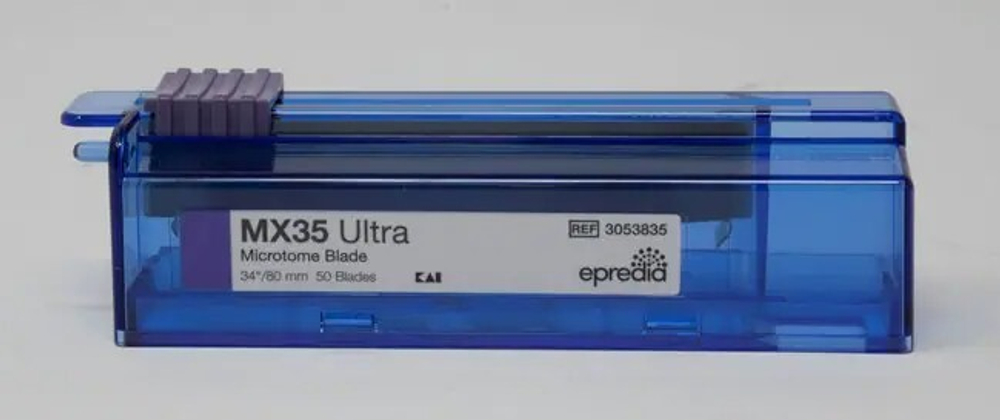 MX35 Ultra
Microtome Blade
34°/80 mm 50 Blades
KAI
REF 3053835
epredia